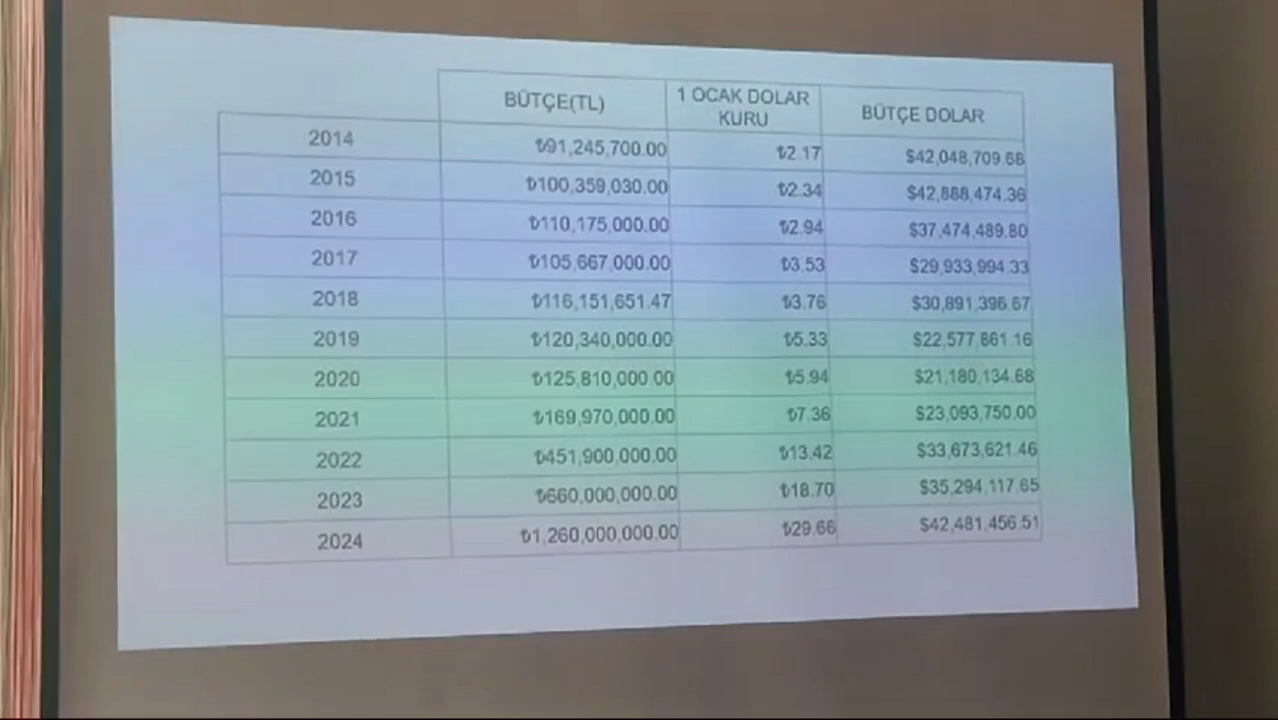 BÜTÇE(TL) 1 OCAK DOLAR KURU BÜTÇE DOLAR
2014 ₺91,245,700.00 ₺2.17 $42,048,709.68
2015 ₺100,359,030.00 ₺2.34 $42,888,474.36
2016 ₺110,175,000.00 ₺2.94 $37,474,489.80
2017 ₺105,667,000.00 ₺3.53 $29,933,994.33
2018 ₺116,151,651.47 ₺3.76 $30,891,396.67
2019 ₺120,340,000.00 ₺5.33 $22,577,861.16
2020 ₺125,810,000.00 ₺5.94 $21,180,134.68
2021 ₺169,970,000.00 ₺7.36 $23,093,750.00
2022 ₺451,900,000.00 ₺13.42 $33,673,621.46
2023 ₺660,000,000.00 ₺18.70 $35,294,117.65
2024 ₺1,260,000,000.00 ₺29.66 $42,481,456.51